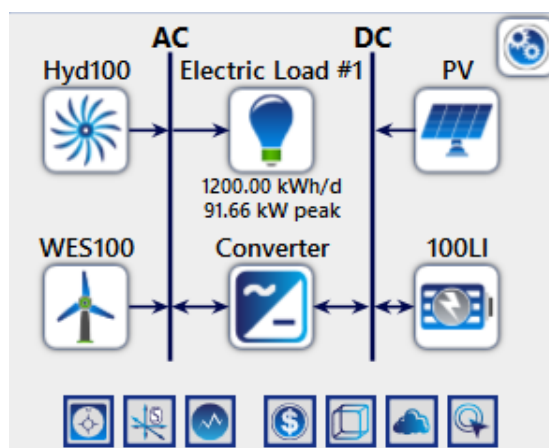 AC DC
Hyd100 Electric Load #1 PV
1200.00 kWh/d
91.66 kW peak
WES100 Converter 100LI